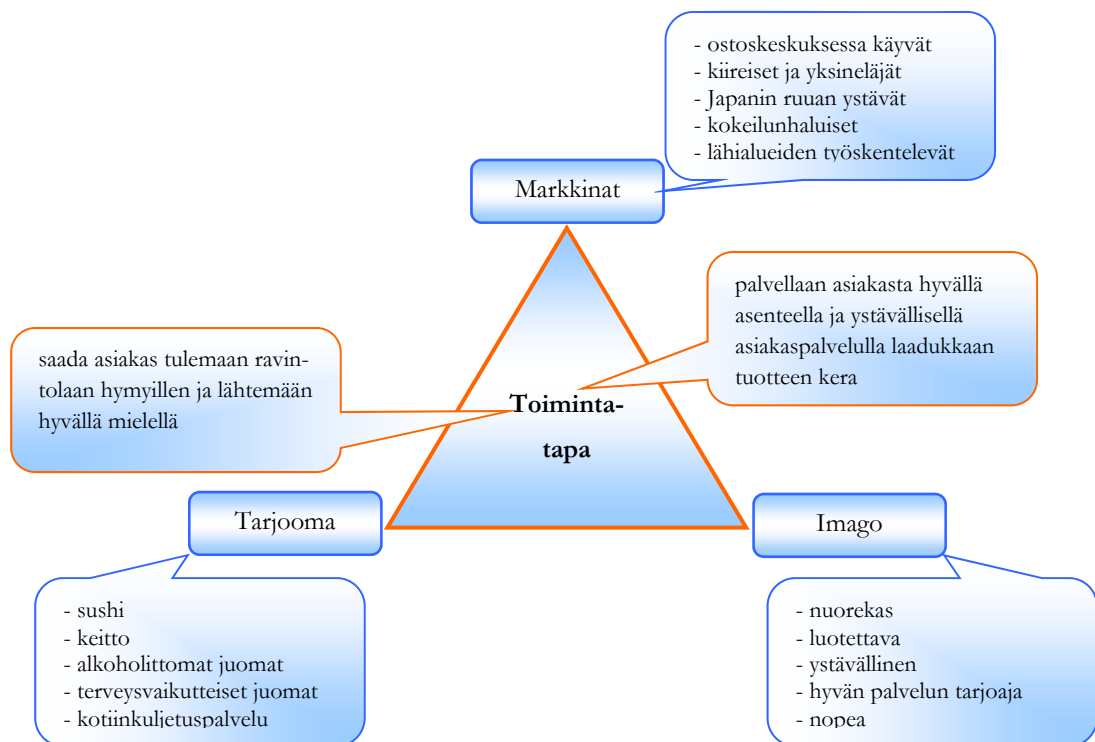 - ostoskeskuksessa käyvät
- kiireiset ja yksineläjät
- Japanin ruuan ystävät
- kokeilunhaluiset
- lähialueiden työskentelevät
Markkinat
palvellaan asiakasta hyvällä
asenteella ja ystävällisellä
asiakaspalvelulla laadukkaan
tuotteen kera
saada asiakas tulemaan ravin-
tolaan hymyillen ja lähtemään
hyvällä mielellä
Toiminta-
tapa
Tarjooma
Imago
- sushi
- keitto
- alkoholittomat juomat
- terveysvaikutteiset juomat
- kotiinkuljetuspalvelu
- nuorekas
- luotettava
- ystävällinen
- hyvän palvelun tarjoaja
- nopea